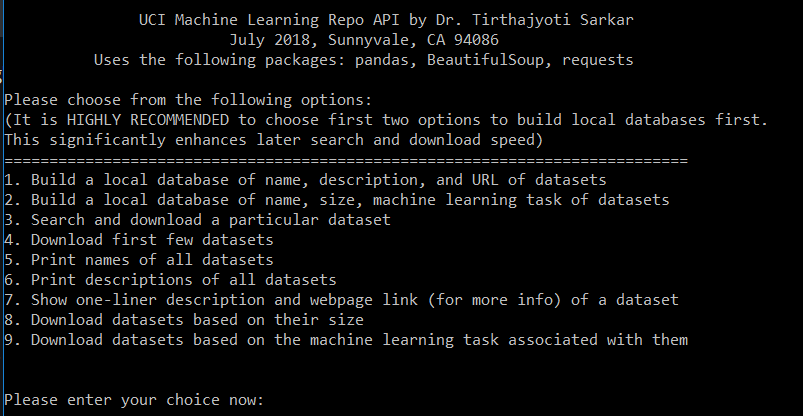 UCI Machine Learning Repo API by Dr. Tirthajyoti Sarkar
July 2018, Sunnyvale, CA 94086
Uses the following packages: pandas, BeautifulSoup, requests
Please choose from the following options:
(It is HIGHLY RECOMMENDED to choose first two options to build local databases first.
This significantly enhances later search and download speed)
============================================================================
1. Build a local database of name, description, and URL of datasets
2. Build a local database of name, size, machine learning task of datasets
3. Search and download a particular dataset
4. Download first few datasets
5. Print names of all datasets
6. Print descriptions of all datasets
7. Show one-liner description and webpage link (for more info) of a dataset
8. Download datasets based on their size
9. Download datasets based on the machine learning task associated with them
Please enter your choice now: